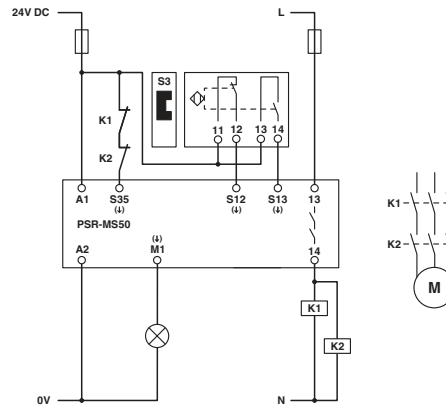 24V DC
L
S3
K1
11 12 13 14
K2
A1 S35 S12 S13 13
(↓) (↓) (↓)
PSR-MS50
K1
(↓)
A2 M1 14
K2
M
K1
K2
0V N